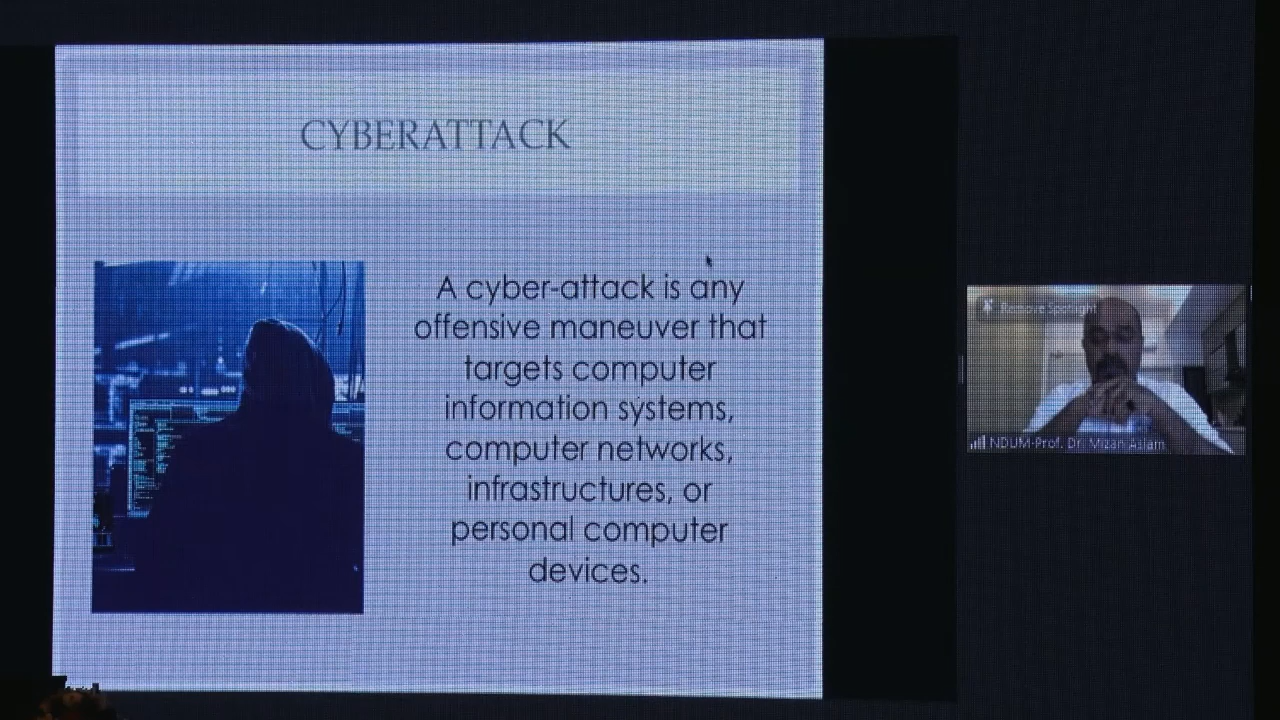 CYBERATTACK
A cyber-attack is any
offensive maneuver that
targets computer
information systems,
computer networks,
infrastructures, or
personal computer
devices.
Remove Spotlight
NDUM-Prof. Dr. Mizan Aslam